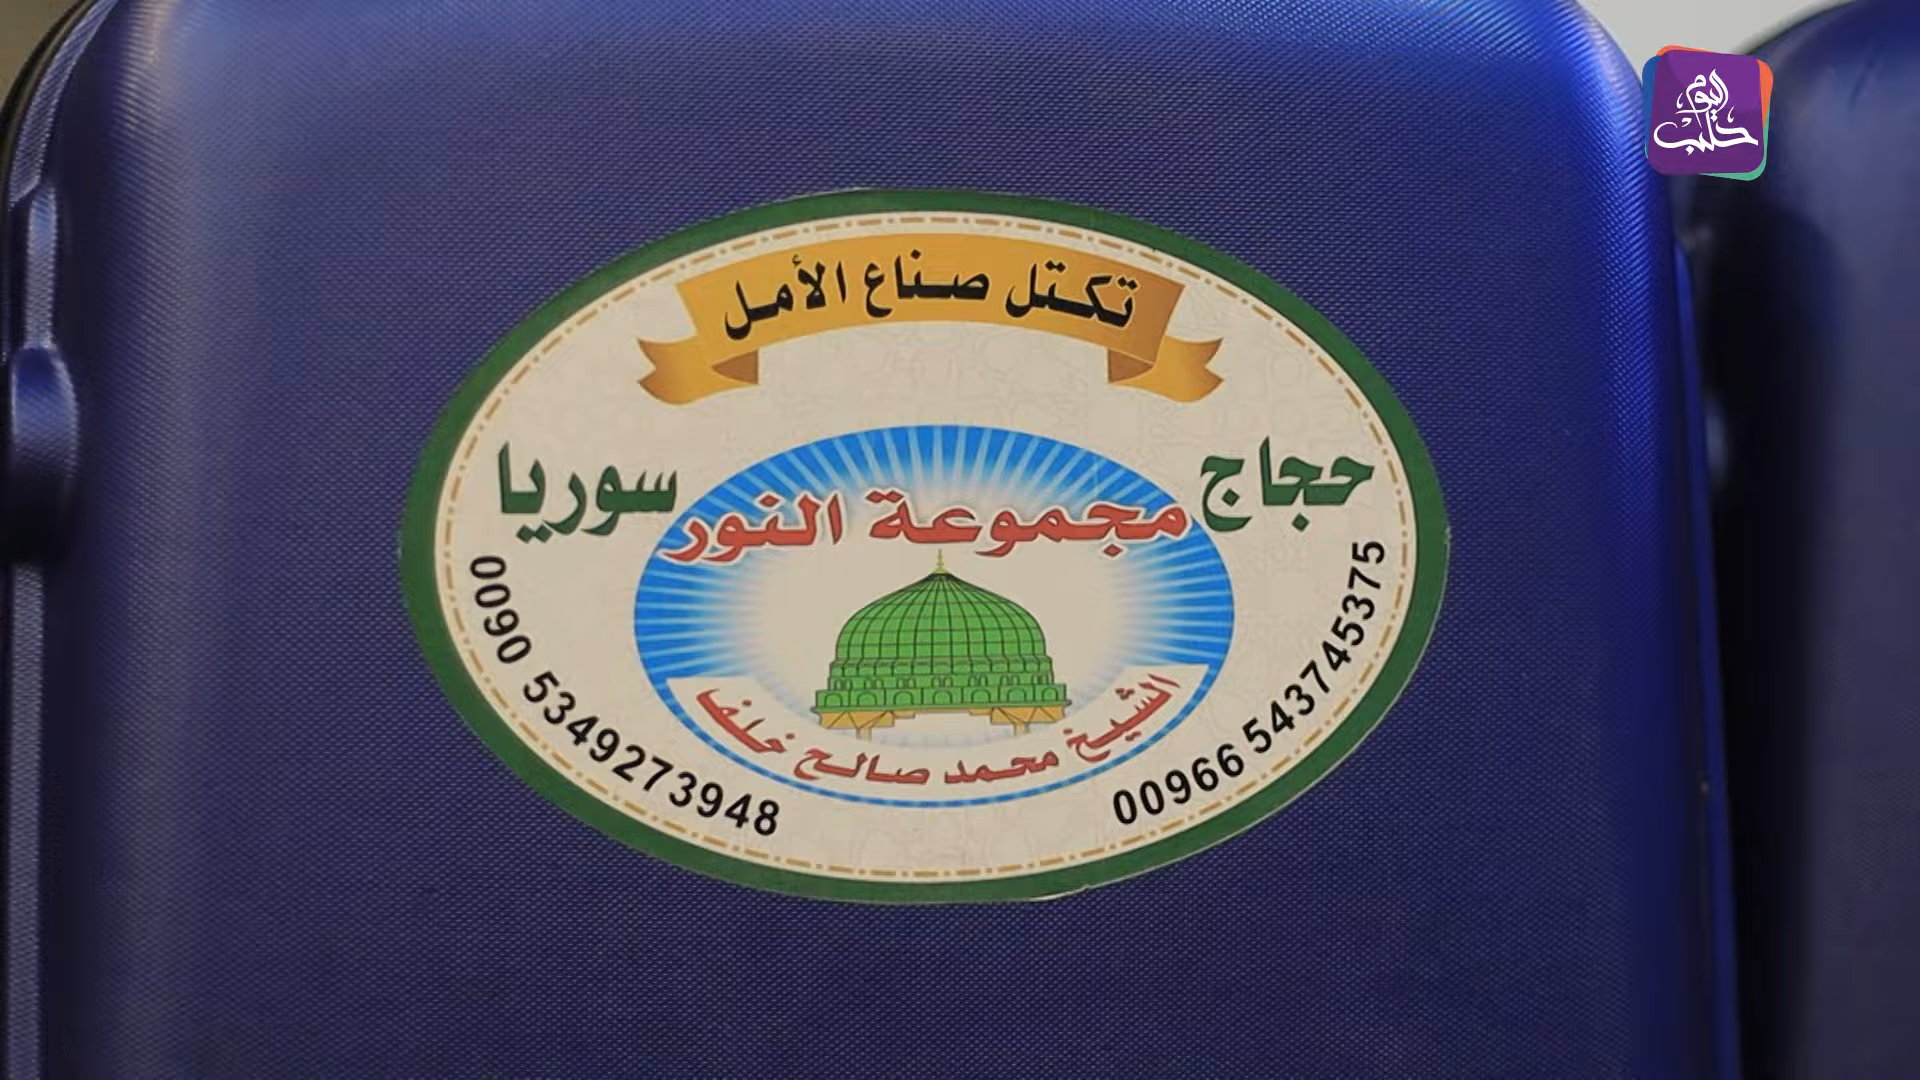 حلب اليوم
تكتل صناع الأمل
حجاج سوريا
مجموعة النور
الشيخ محمد صالح خلف
0090 5349273948
00966 543745375